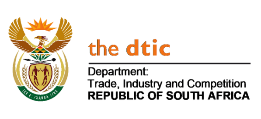 the dtic
Department:
Trade, Industry and Competition
REPUBLIC OF SOUTH AFRICA